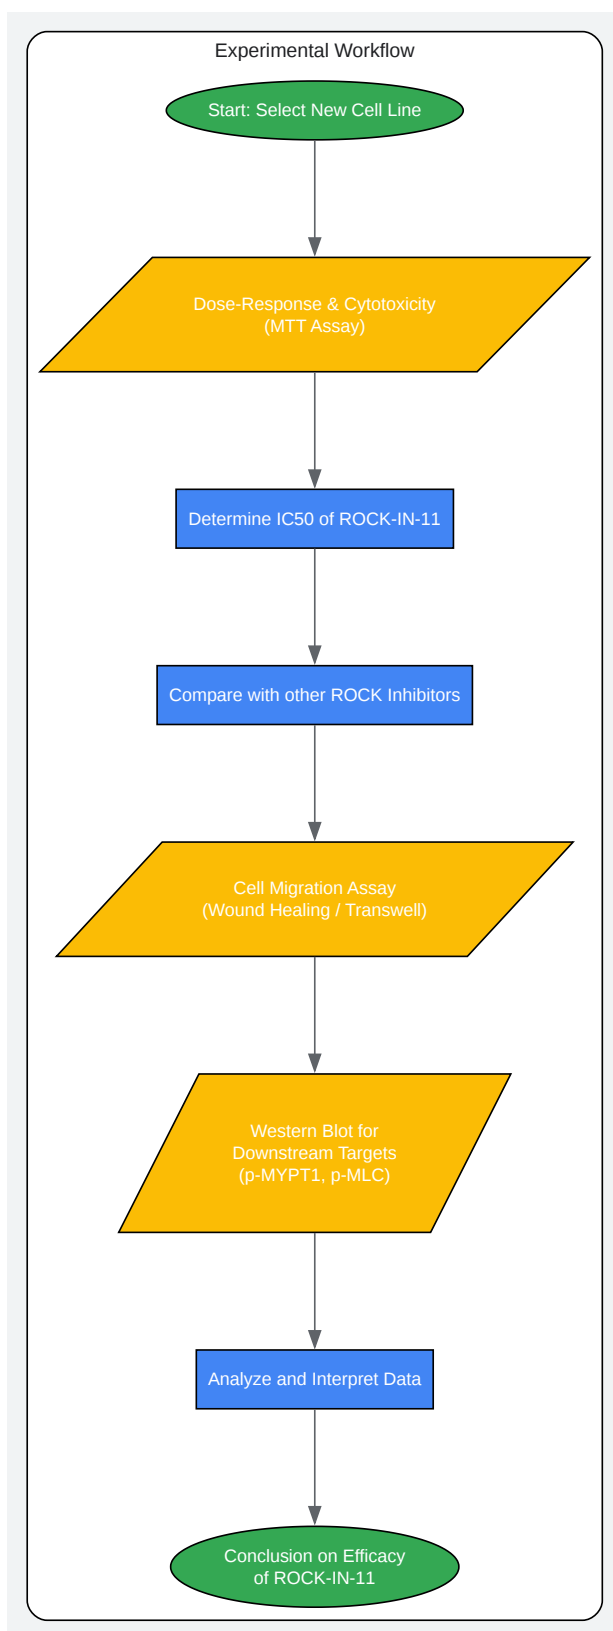 Experimental Workflow
Start: Select New Cell Line
Dose-Response & Cytotoxicity
(MTT Assay)
Determine IC50 of ROCK-IN-11
Compare with other ROCK Inhibitors
Cell Migration Assay
(Wound Healing / Transwell)
Western Blot for
Downstream Targets
(p-MYPT1, p-MLC)
Analyze and Interpret Data
Conclusion on Efficacy
of ROCK-IN-11